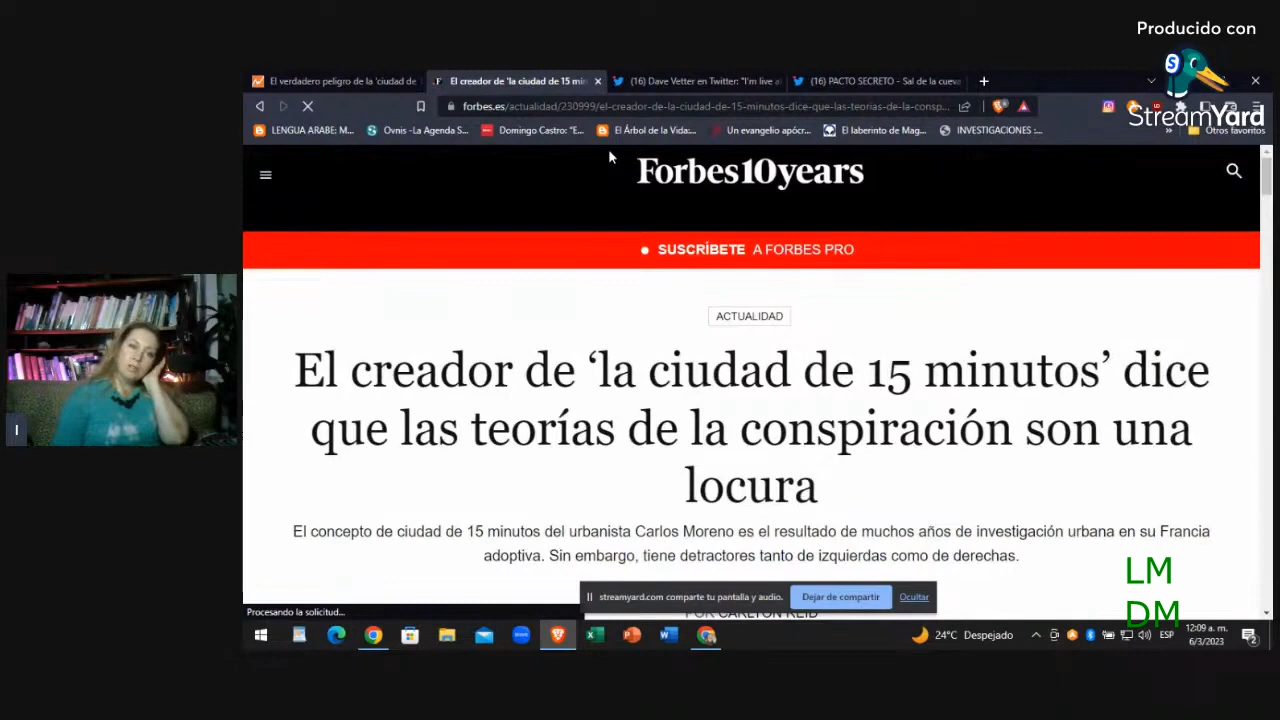 Producido con
StreamYard
El verdadero peligro de la 'ciudad de
El creador de 'la ciudad de 15 min
(16) Dave Vetter en Twitter: "I'm live a
(16) PACTO SECRETO - Sal de la cueva
forbes.es/actualidad/230999/el-creador-de-la-ciudad-de-15-minutos-dice-que-las-teorias-de-la-consp...
LENGUA ARABE: M...
Ovnis -La Agenda S...
Domingo Castro: "E...
El Árbol de la Vida:...
Un evangelio apócr...
El laberinto de Mag...
INVESTIGACIONES :...
Otros favoritos
Forbes10years
SUSCRÍBETE A FORBES PRO
ACTUALIDAD
El creador de ‘la ciudad de 15 minutos’ dice
que las teorías de la conspiración son una
locura
El concepto de ciudad de 15 minutos del urbanista Carlos Moreno es el resultado de muchos años de investigación urbana en su Francia
adoptiva. Sin embargo, tiene detractores tanto de izquierdas como de derechas.
LM
DM
I
streamyard.com comparte tu pantalla y audio.
Dejar de compartir
Ocultar
Procesando la solicitud...
POR CARLTON REID
24°C Despejado
ESP
12:09 a. m.
6/3/2023
2